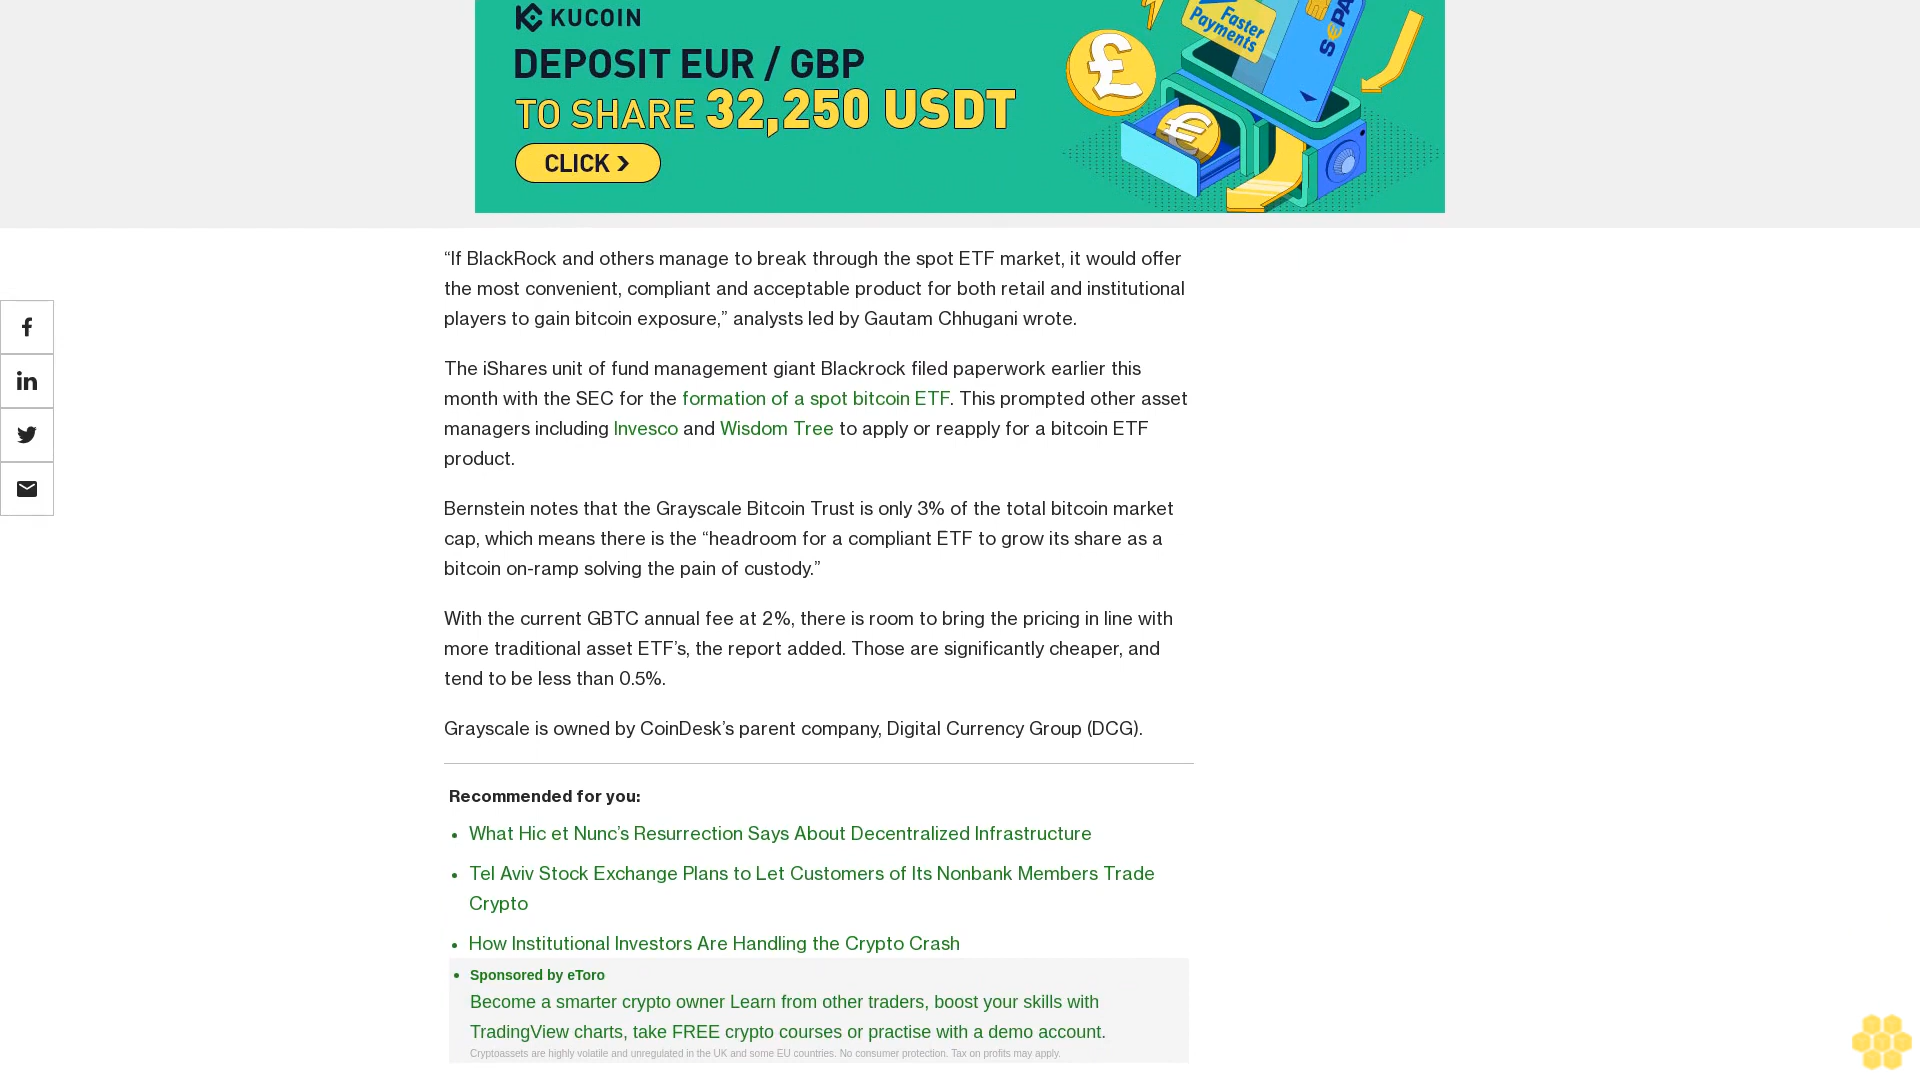 KUCOIN
DEPOSIT EUR / GBP
TO SHARE 32,250 USDT
CLICK >
Faster
Payments
S€PA
£
€
“If BlackRock and others manage to break through the spot ETF market, it would offer
the most convenient, compliant and acceptable product for both retail and institutional
players to gain bitcoin exposure,” analysts led by Gautam Chhugani wrote.
The iShares unit of fund management giant Blackrock filed paperwork earlier this
month with the SEC for the formation of a spot bitcoin ETF. This prompted other asset
managers including Invesco and Wisdom Tree to apply or reapply for a bitcoin ETF
product.
Bernstein notes that the Grayscale Bitcoin Trust is only 3% of the total bitcoin market
cap, which means there is the “headroom for a compliant ETF to grow its share as a
bitcoin on-ramp solving the pain of custody.”
With the current GBTC annual fee at 2%, there is room to bring the pricing in line with
more traditional asset ETF’s, the report added. Those are significantly cheaper, and
tend to be less than 0.5%.
Grayscale is owned by CoinDesk’s parent company, Digital Currency Group (DCG).
Recommended for you:
• What Hic et Nunc’s Resurrection Says About Decentralized Infrastructure
• Tel Aviv Stock Exchange Plans to Let Customers of Its Nonbank Members Trade
Crypto
• How Institutional Investors Are Handling the Crypto Crash
• Sponsored by eToro
Become a smarter crypto owner Learn from other traders, boost your skills with
TradingView charts, take FREE crypto courses or practise with a demo account.
Cryptoassets are highly volatile and unregulated in the UK and some EU countries. No consumer protection. Tax on profits may apply.